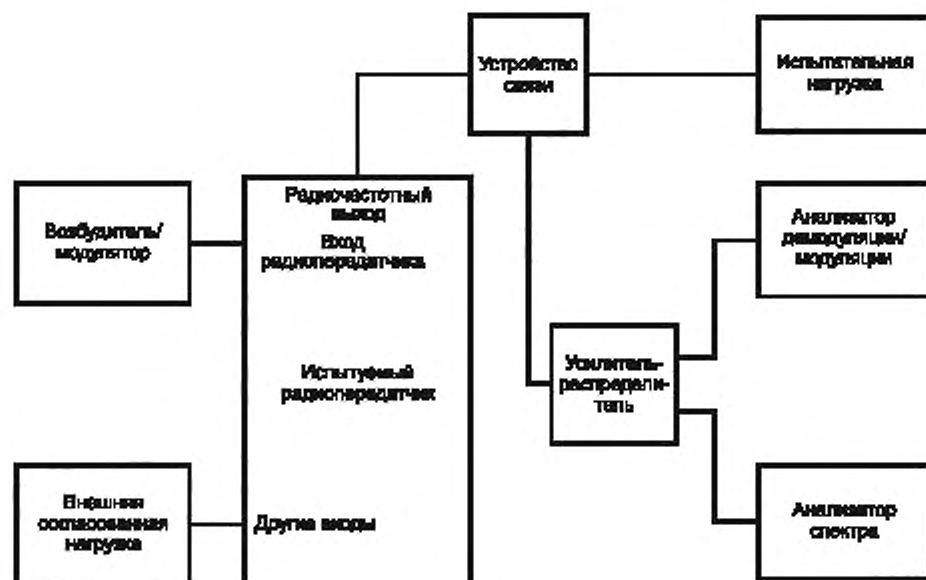 Устройство
связи
Испытательная
нагрузка
Возбудитель/
модулятор
Радиочастотный
выход
Вход
радиопередатчика
Испытуемый
радиопередатчик
Анализатор
демодуляции/
модуляции
Усилитель-
распредели-
тель
Внешняя
согласованная
нагрузка
Другие входы
Анализатор
спектра